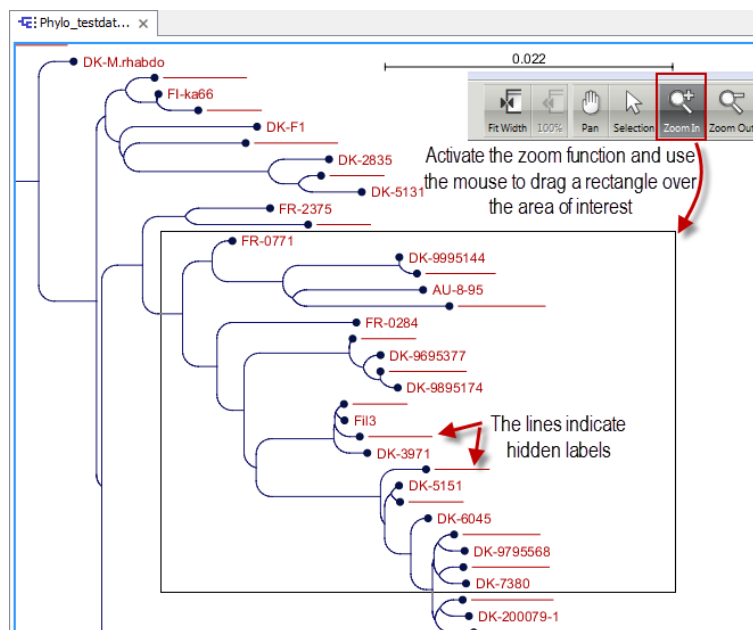 Phylo_testdat...
DK-M.rhabdo
0.022
FI-ka66
Fit Width 100% Pan Selection Zoom In Zoom Out
DK-F1
Activate the zoom function and use
the mouse to drag a rectangle over
the area of interest
DK-2835
DK-5131
FR-2375
FR-0771
DK-9995144
AU-8-95
FR-0284
DK-9695377
DK-9895174
Fil3
The lines indicate
hidden labels
DK-3971
DK-5151
DK-6045
DK-9795568
DK-7380
DK-200079-1